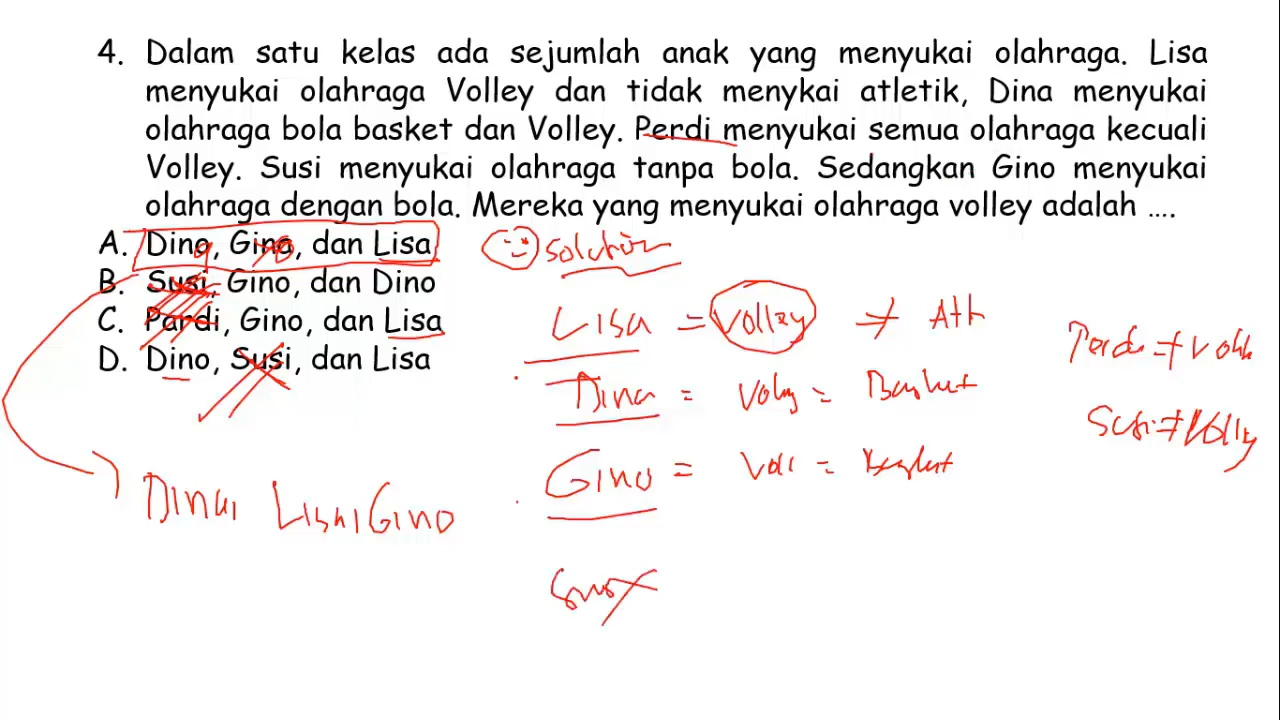 4. Dalam satu kelas ada sejumlah anak yang menyukai olahraga. Lisa
menyukai olahraga Volley dan tidak menykai atletik, Dina menyukai
olahraga bola basket dan Volley. Perdi menyukai semua olahraga kecuali
Volley. Susi menyukai olahraga tanpa bola. Sedangkan Gino menyukai
olahraga dengan bola. Mereka yang menyukai olahraga volley adalah ....
A. Dino, Gino, dan Lisa
B. Susi, Gino, dan Dino
C. Pardi, Gino, dan Lisa
D. Dino, Susi, dan Lisa
solution
Lisa = Volley ≠ Ath
Dina = Voly = Basket
Gino = Voli = Basket
Perdi ≠ Volli
Susi ≠ Volly
Dina, Lisa, Gino